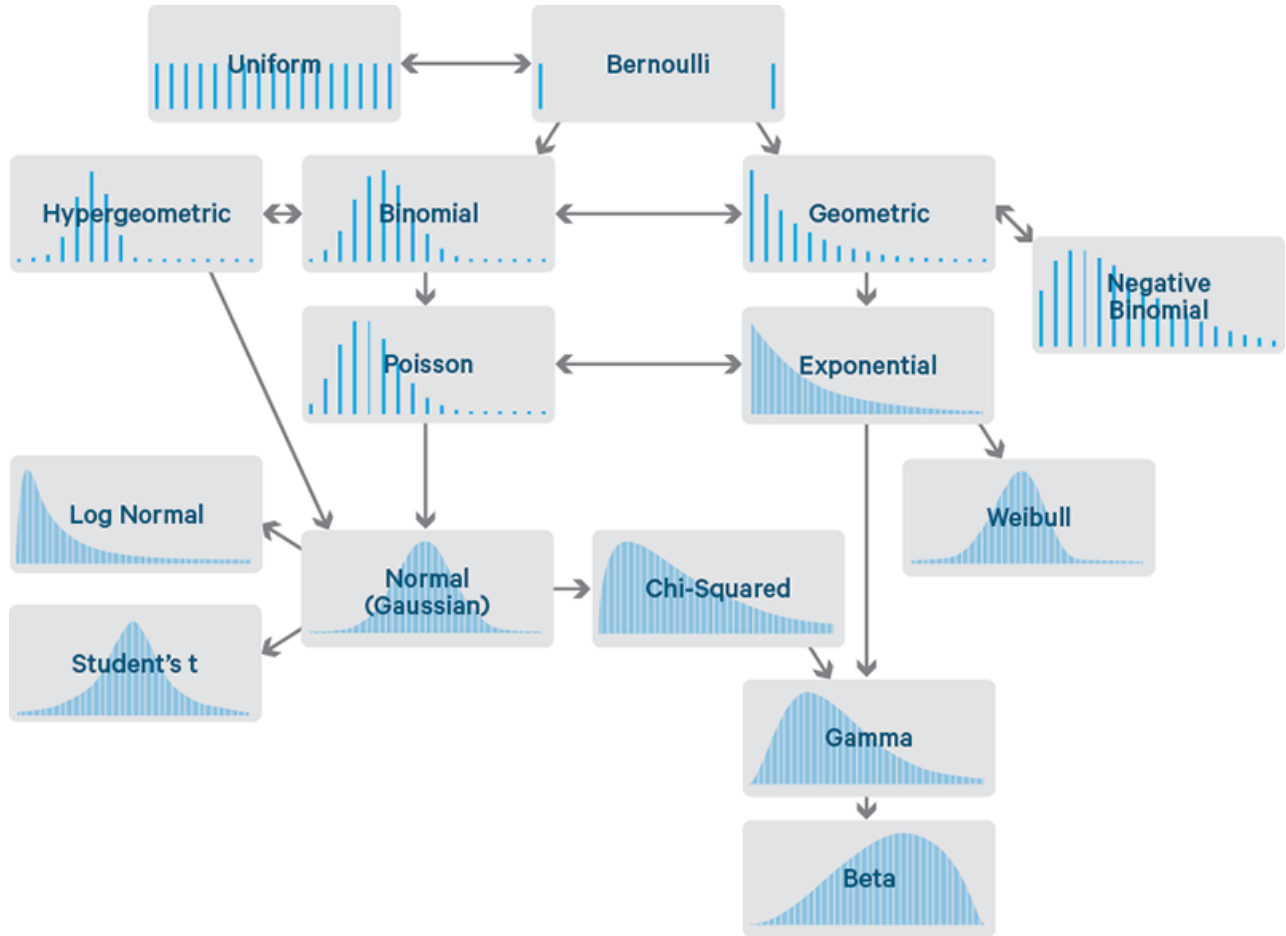 Uniform
Bernoulli
Hypergeometric
Binomial
Geometric
Negative
Binomial
Poisson
Exponential
Log Normal
Weibull
Normal
(Gaussian)
Chi-Squared
Student's t
Gamma
Beta